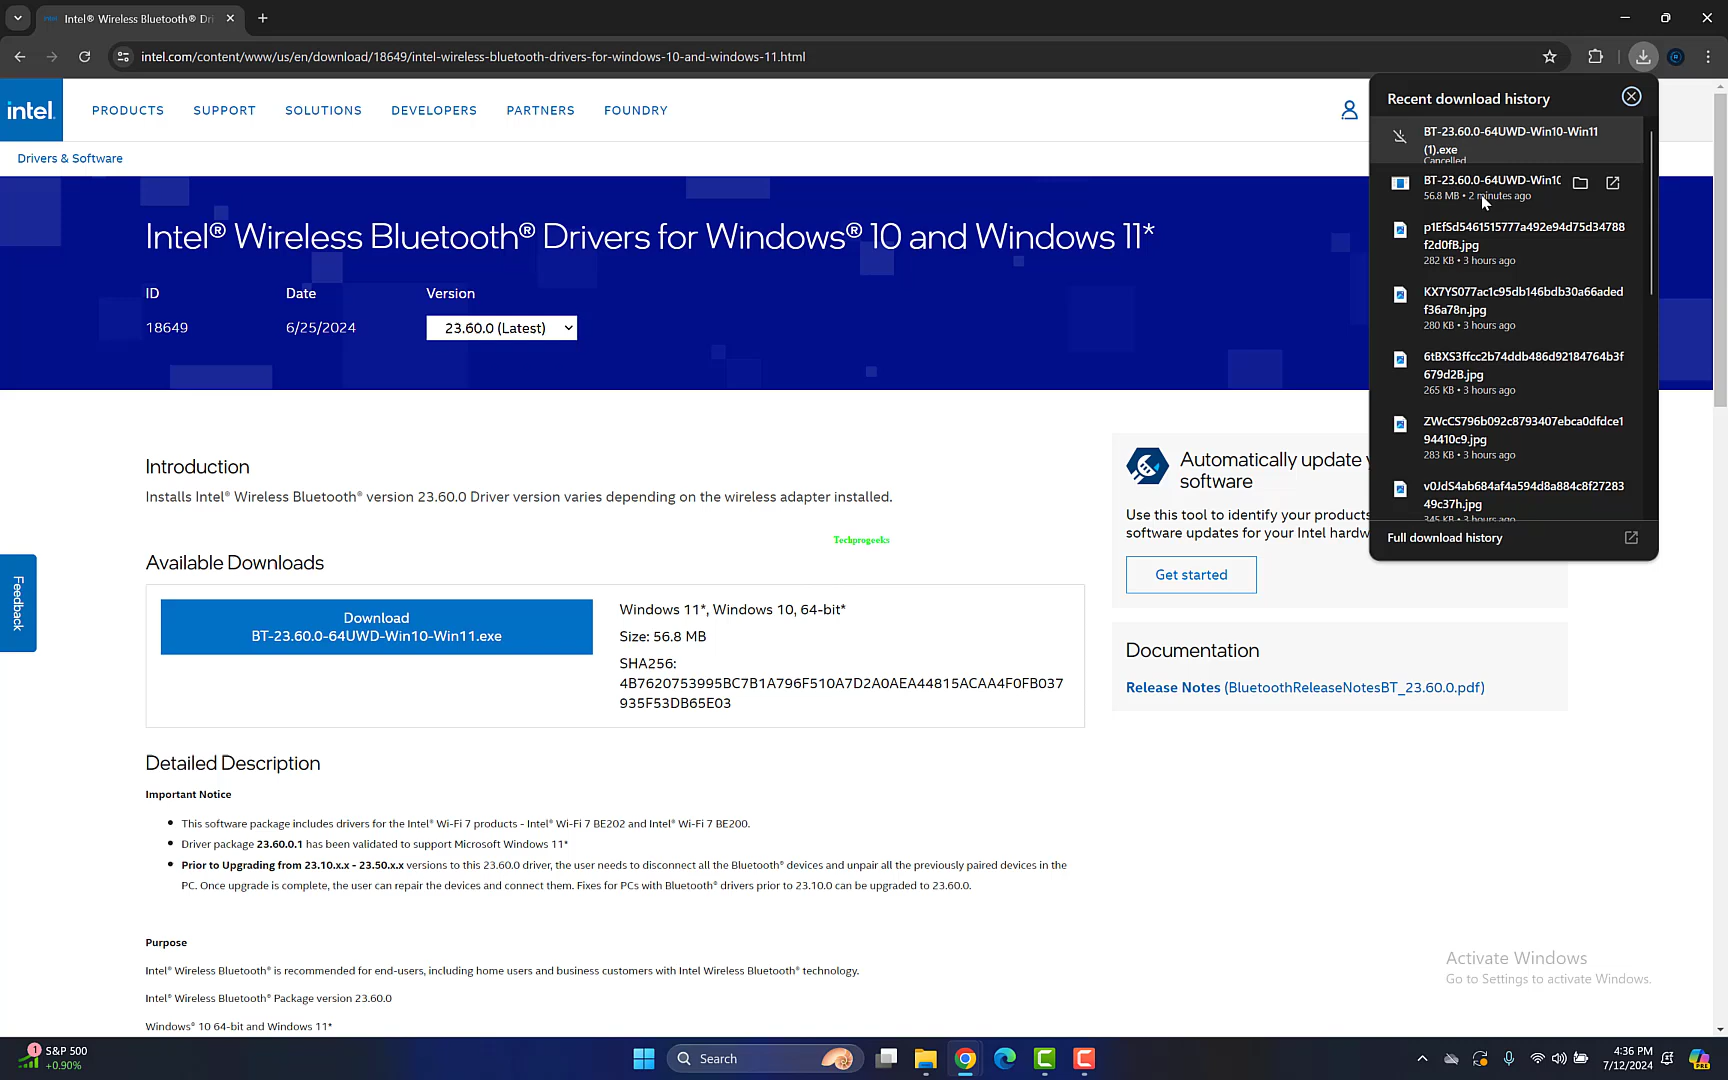 Intel® Wireless Bluetooth® Dri
intel.com/content/www/us/en/download/18649/intel-wireless-bluetooth-drivers-for-windows-10-and-windows-11.html
intel.
PRODUCTS
SUPPORT
SOLUTIONS
DEVELOPERS
PARTNERS
FOUNDRY
Drivers & Software
Intel® Wireless Bluetooth® Drivers for Windows® 10 and Windows 11*
ID
Date
Version
18649
6/25/2024
23.60.0 (Latest)
Introduction
Installs Intel® Wireless Bluetooth® version 23.60.0 Driver version varies depending on the wireless adapter installed.
Techprogeeks
Available Downloads
Download
BT-23.60.0-64UWD-Win10-Win11.exe
Windows 11*, Windows 10, 64-bit*
Size: 56.8 MB
SHA256:
4B7620753995BC7B1A796F510A7D2A0AEA44815ACAA4F0FB037
935F53DB65E03
Detailed Description
Important Notice
This software package includes drivers for the Intel® Wi-Fi 7 products - Intel® Wi-Fi 7 BE202 and Intel® Wi-Fi 7 BE200.
Driver package 23.60.0.1 has been validated to support Microsoft Windows 11*
Prior to Upgrading from 23.10.x.x - 23.50.x.x versions to this 23.60.0 driver, the user needs to disconnect all the Bluetooth® devices and unpair all the previously paired devices in the
PC. Once upgrade is complete, the user can repair the devices and connect them. Fixes for PCs with Bluetooth® drivers prior to 23.10.0 can be upgraded to 23.60.0.
Purpose
Intel® Wireless Bluetooth® is recommended for end-users, including home users and business customers with Intel Wireless Bluetooth® technology.
Intel® Wireless Bluetooth® Package version 23.60.0
Windows® 10 64-bit and Windows 11*
Feedback
Automatically update y
software
Use this tool to identify your products
software updates for your Intel hardw
Get started
Documentation
Release Notes (BluetoothReleaseNotesBT_23.60.0.pdf)
Recent download history
BT-23.60.0-64UWD-Win10-Win11
(1).exe
Cancelled
BT-23.60.0-64UWD-Win10
56.8 MB • 2 minutes ago
p1EfSd5461515777a492e94d75d34788
f2d0fB.jpg
282 KB • 3 hours ago
KX7YS077ac1c95db146bdb30a66aded
f36a78n.jpg
280 KB • 3 hours ago
6tBXS3ffcc2b74ddb486d92184764b3f
679d2B.jpg
265 KB • 3 hours ago
ZWcCS796b092c8793407ebca0dfdce1
94410c9.jpg
283 KB • 3 hours ago
v0JdS4ab684af4a594d8a884c8f27283
49c37h.jpg
345 KB • 3 hours ago
Full download history
Activate Windows
Go to Settings to activate Windows.
1
S&P 500
+0.90%
Search
4:36 PM
7/12/2024
PRE